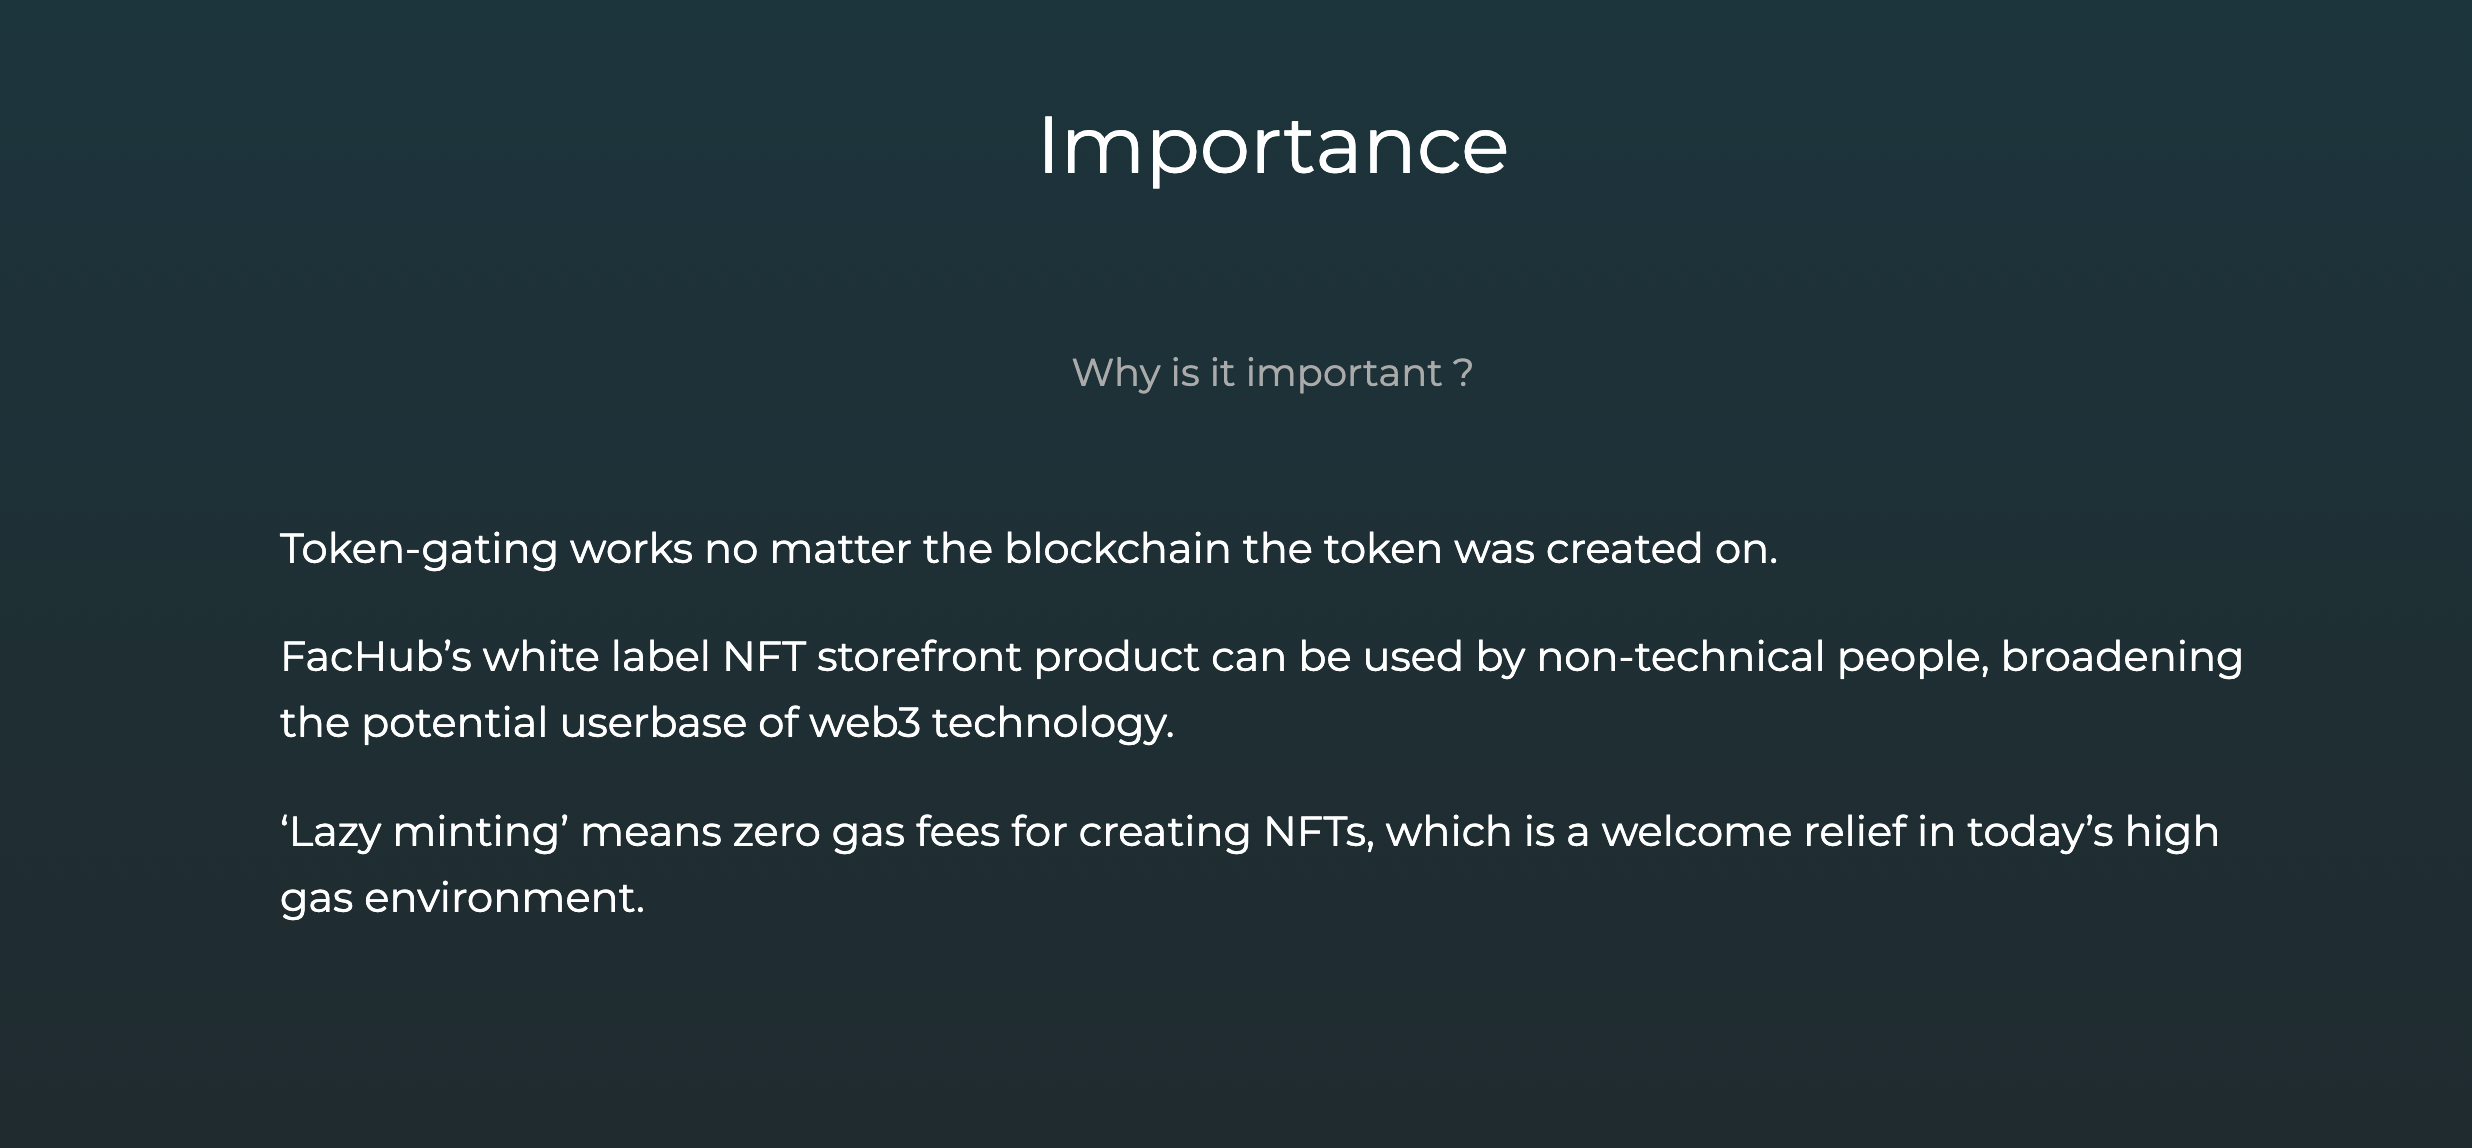 Importance
Why is it important ?
Token-gating works no matter the blockchain the token was created on.
FacHub’s white label NFT storefront product can be used by non-technical people, broadening
the potential userbase of web3 technology.
‘Lazy minting’ means zero gas fees for creating NFTs, which is a welcome relief in today’s high
gas environment.